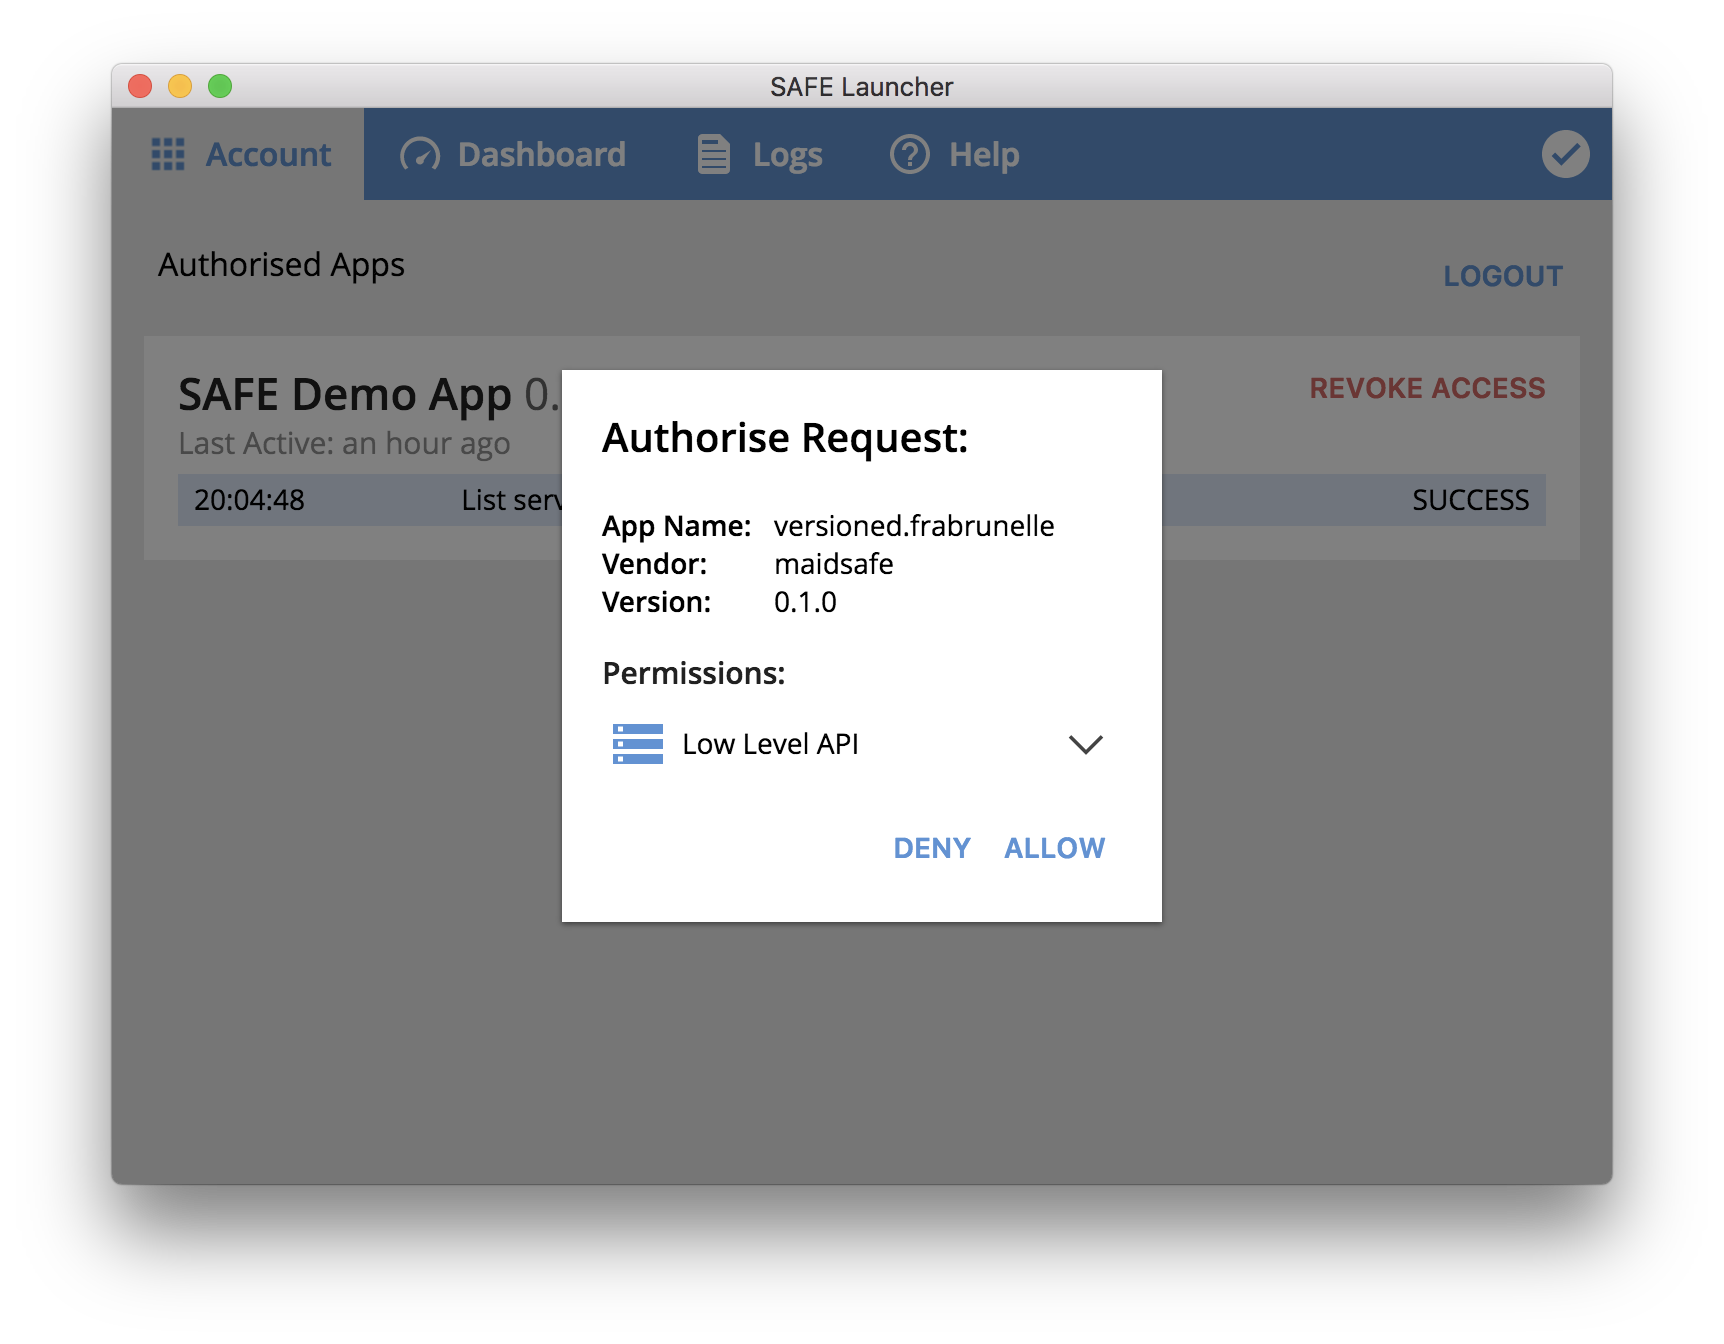 SAFE Launcher
Account Dashboard Logs Help
Authorised Apps
LOGOUT
SAFE Demo App 0.
REVOKE ACCESS
Last Active: an hour ago
20:04:48 List SUCCESS
Authorise Request:
App Name: versioned.frabrunelle
Vendor: maidsafe
Version: 0.1.0
Permissions:
Low Level API
DENY ALLOW